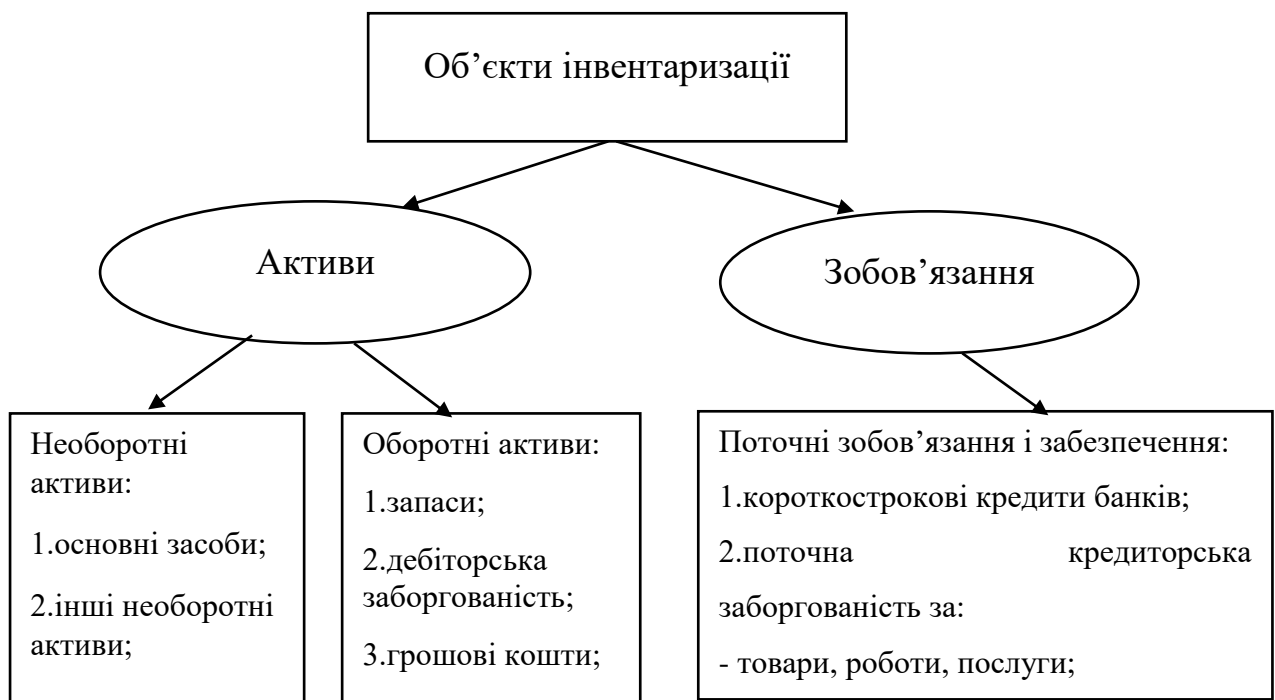 Об’єкти інвентаризації
Активи
Зобов’язання
Необоротні
активи:
1.основні засоби;
2.інші необоротні
активи;
Оборотні активи:
1.запаси;
2.дебіторська
заборгованість;
3.грошові кошти;
Поточні зобов’язання і забезпечення:
1.короткострокові кредити банків;
2.поточна кредиторська
заборгованість за:
- товари, роботи, послуги;